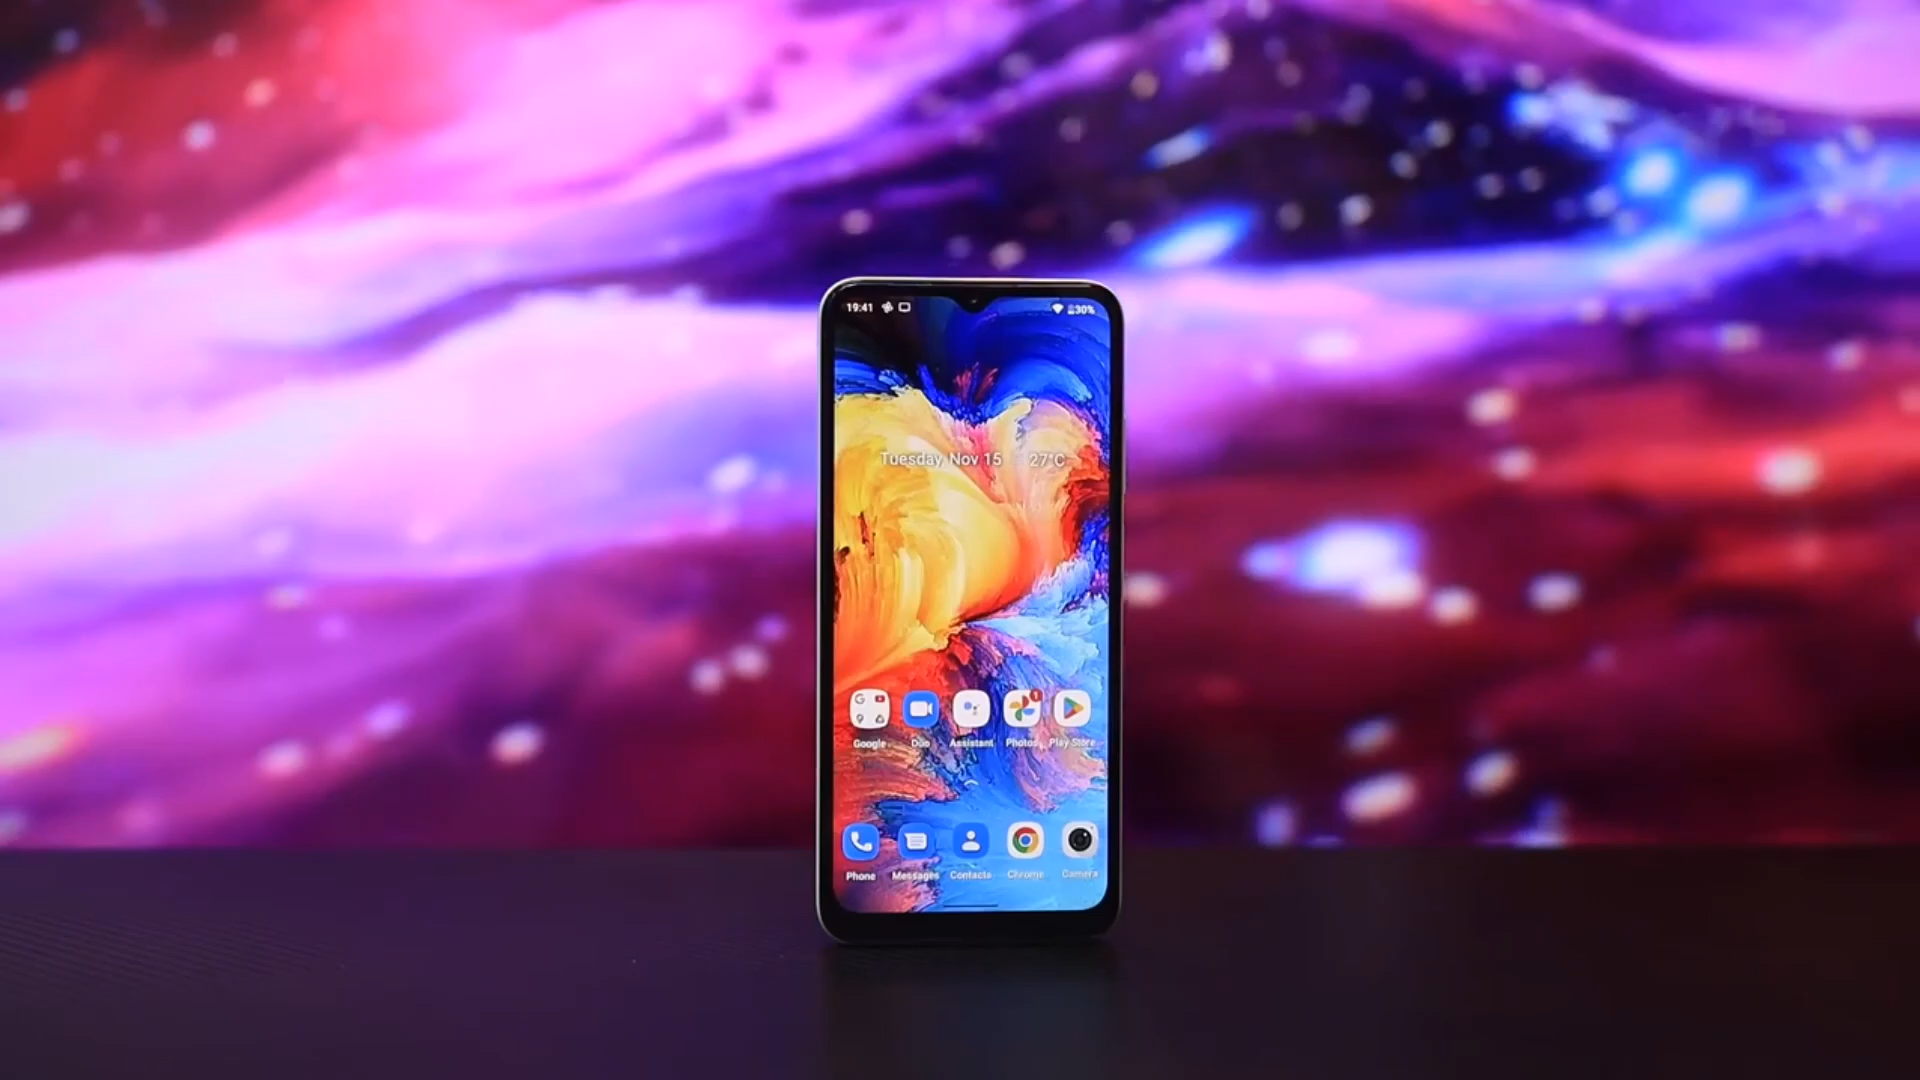 19:41 30%
Tuesday, Nov 15 27°C
Google Duo Assistant Photos Play Store
Phone Messages Contacts Chrome Camera